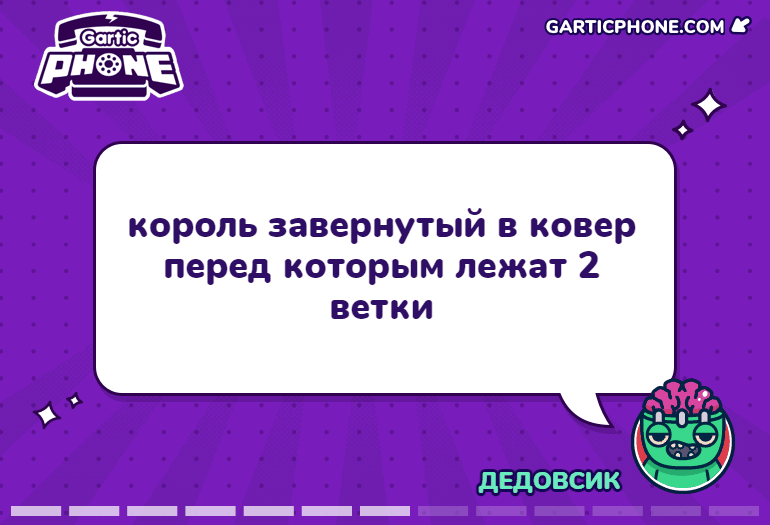 GARTICPHONE.COM
Gartic
PHONE
король завернутый в ковер
перед которым лежат 2
ветки
ДЕДОВСИК